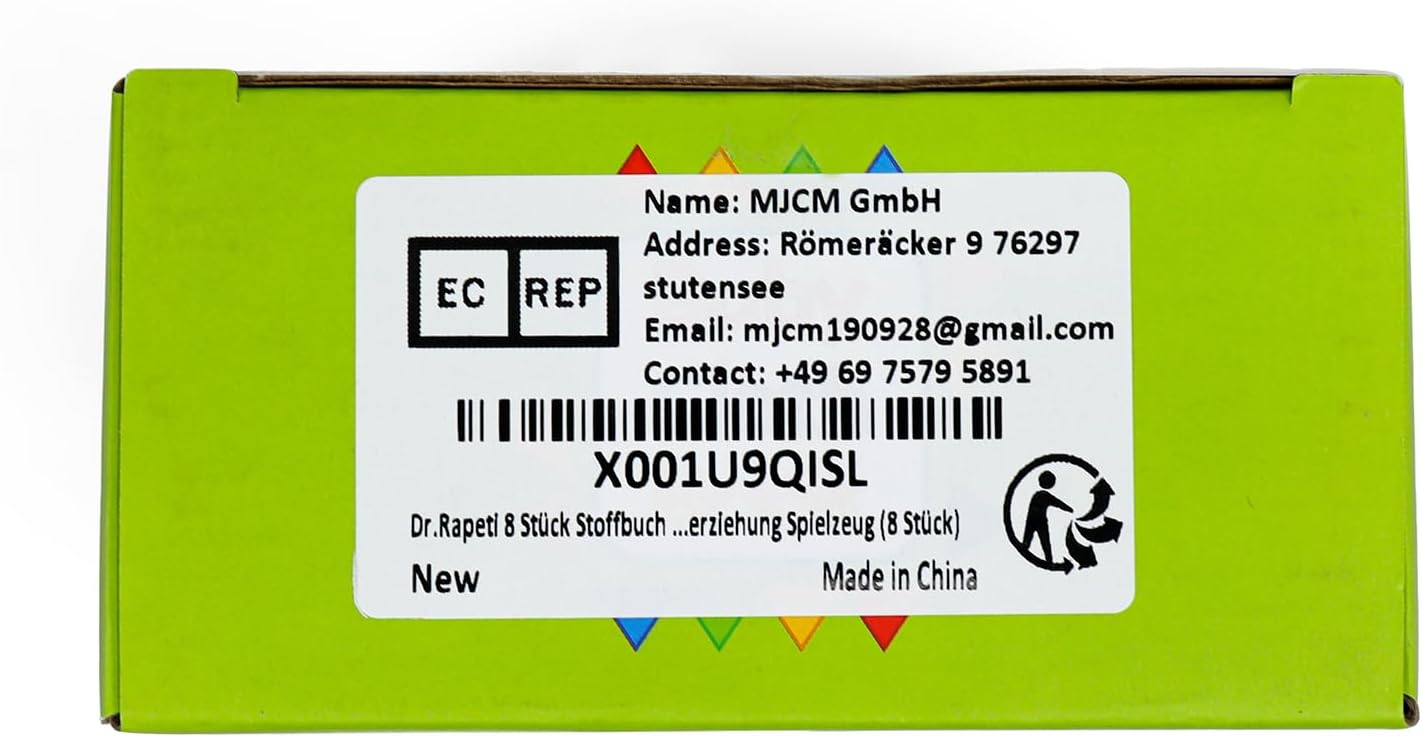 Name: MJCM GmbH
Address: Römeräcker 9 76297
stutensee
EC REP
Email: mjcm190928@gmail.com
Contact: +49 69 7579 5891
X001U9QISL
Dr.Rapeti 8 Stück Stoffbuch ...erziehung Spielzeug (8 Stück)
New Made in China